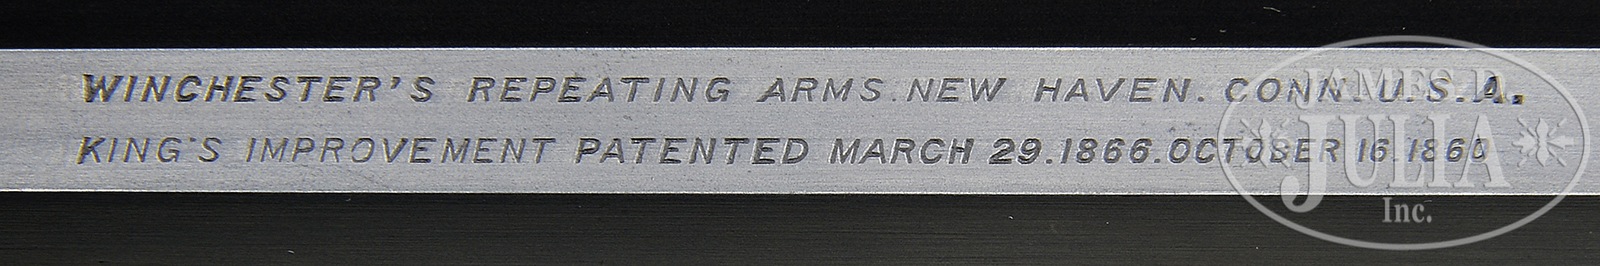 WINCHESTER'S REPEATING ARMS. NEW HAVEN. CONN. U.S.A.
KING'S IMPROVEMENT PATENTED MARCH 29.1866.OCTOBER 16.1860
JAMES D.
JULIA
Inc.